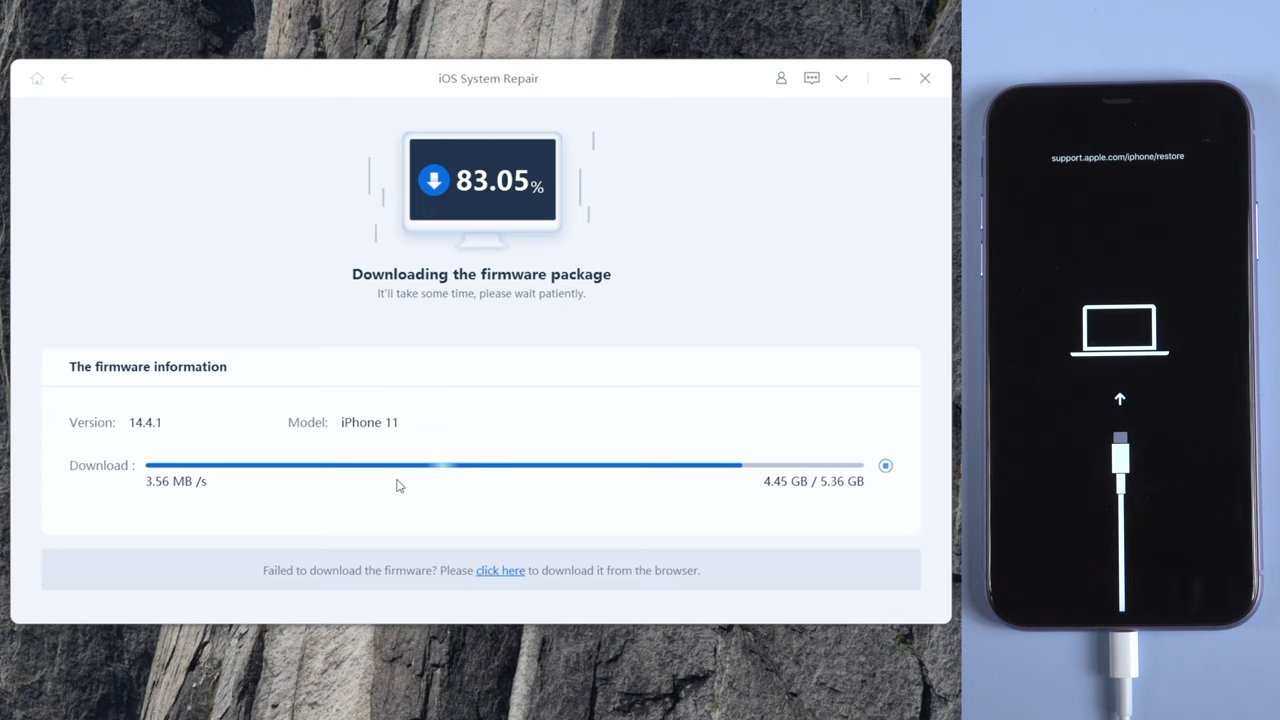 iOS System Repair
83.05%
Downloading the firmware package
It'll take some time, please wait patiently.
The firmware information
Version: 14.4.1 Model: iPhone 11
Download :
3.56 MB /s 4.45 GB / 5.36 GB
Failed to download the firmware? Please click here to download it from the browser.
support.apple.com/iphone/restore